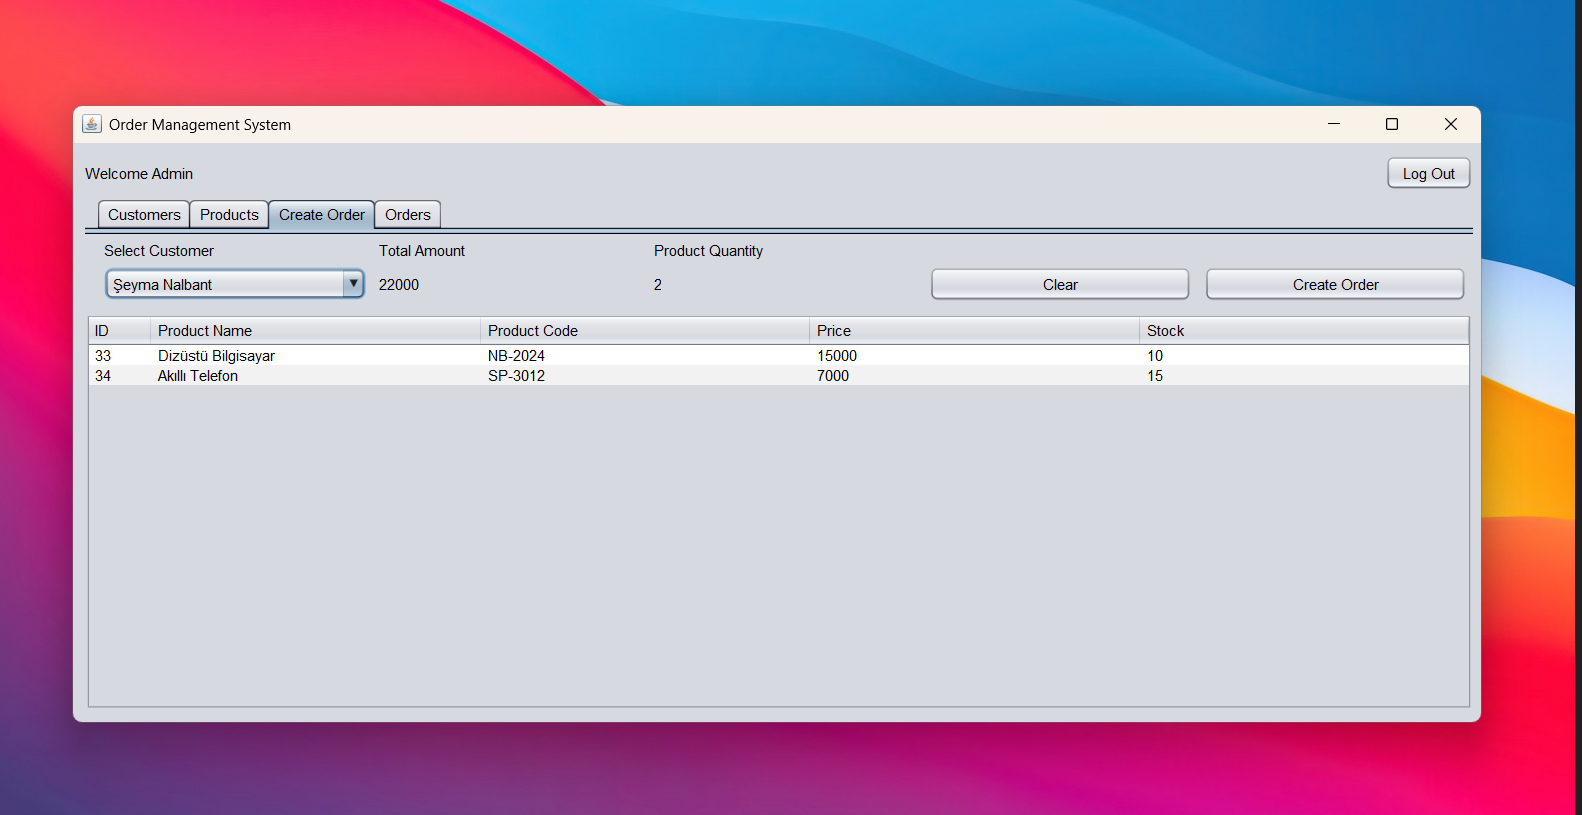 Order Management System
Welcome Admin
Log Out
Customers Products Create Order Orders
Select Customer Total Amount Product Quantity
Şeyma Nalbant 22000 2 Clear Create Order
ID Product Name Product Code Price Stock
33 Dizüstü Bilgisayar NB-2024 15000 10
34 Akıllı Telefon SP-3012 7000 15